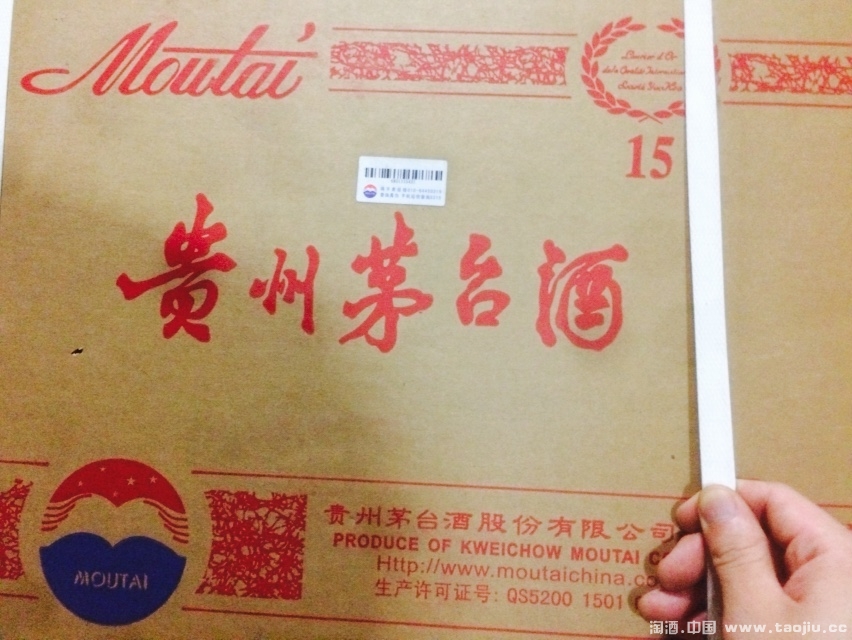 Moutai
15
贵州茅台酒
MOUTAI
贵州茅台酒股份有限公司
PRODUCE OF KWEICHOW MOUTAI
Http://www.moutaichina.co
生产许可证号: QS5200 1501
淘酒.中国 www.taojiu.cc